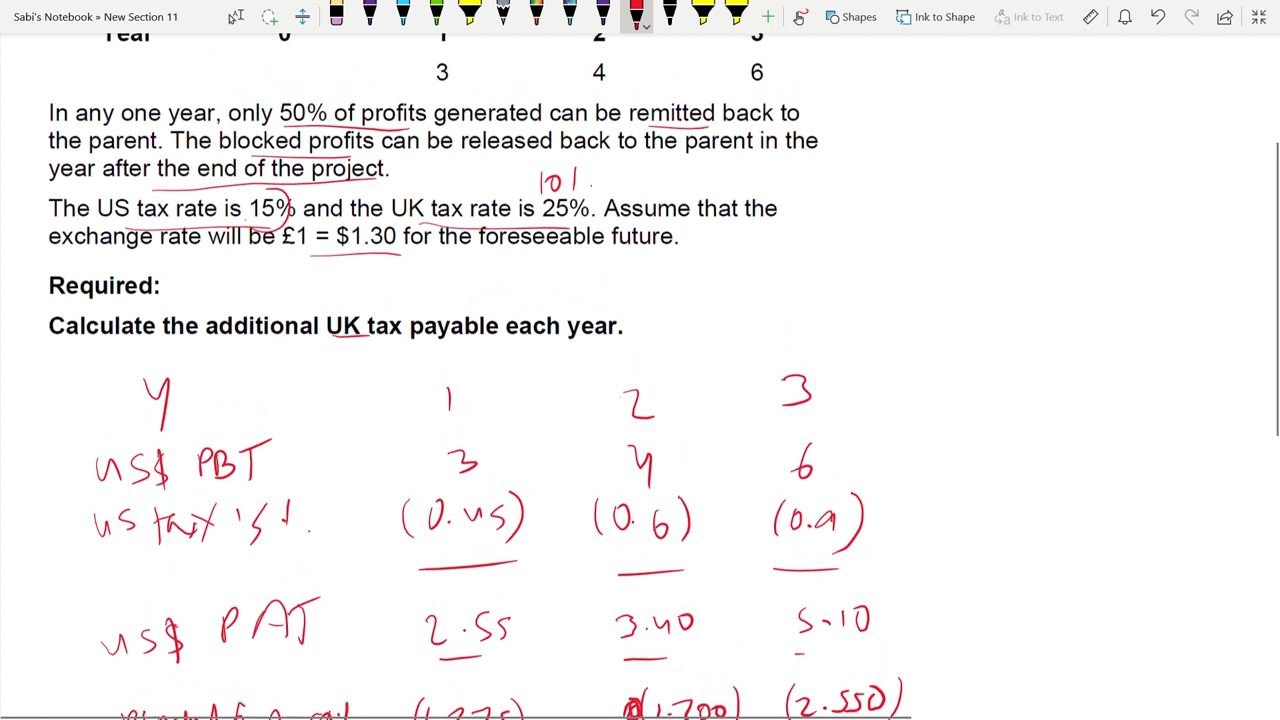 Sabi's Notebook » New Section 11
Shapes
Ink to Shape
Ink to Text
Year 0 1 2 3
3 4 6
In any one year, only 50% of profits generated can be remitted back to
the parent. The blocked profits can be released back to the parent in the
year after the end of the project.
10%.
The US tax rate is 15% and the UK tax rate is 25%. Assume that the
exchange rate will be £1 = $1.30 for the foreseeable future.
Required:
Calculate the additional UK tax payable each year.
Y 1 2 3
US$ PBT 3 4 6
US tax 15%. (0.45) (0.6) (0.9)
US$ PAT 2.55 3.40 5.10
(1.275) (1.700) (2.550)